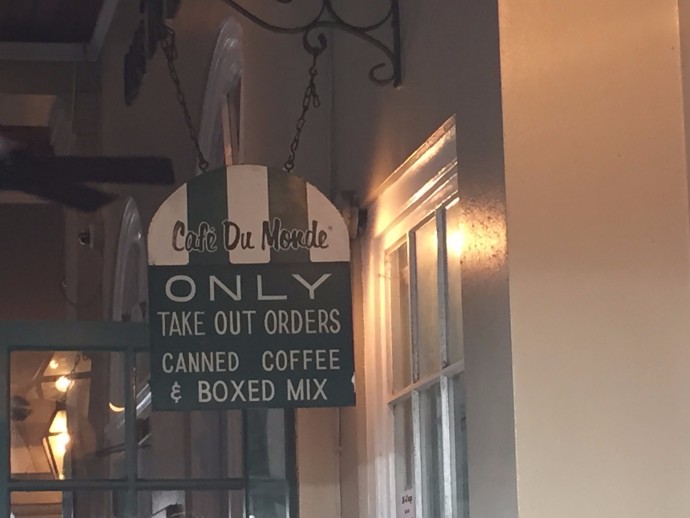 Café Du Monde
ONLY
TAKE OUT ORDERS
CANNED COFFEE
& BOXED MIX